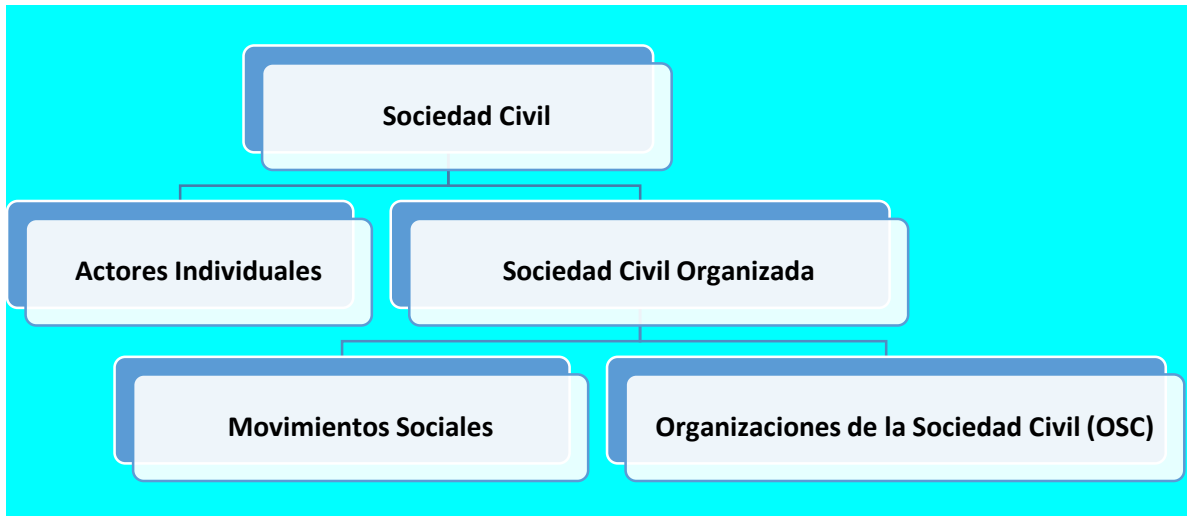 Sociedad Civil
Actores Individuales
Sociedad Civil Organizada
Movimientos Sociales
Organizaciones de la Sociedad Civil (OSC)